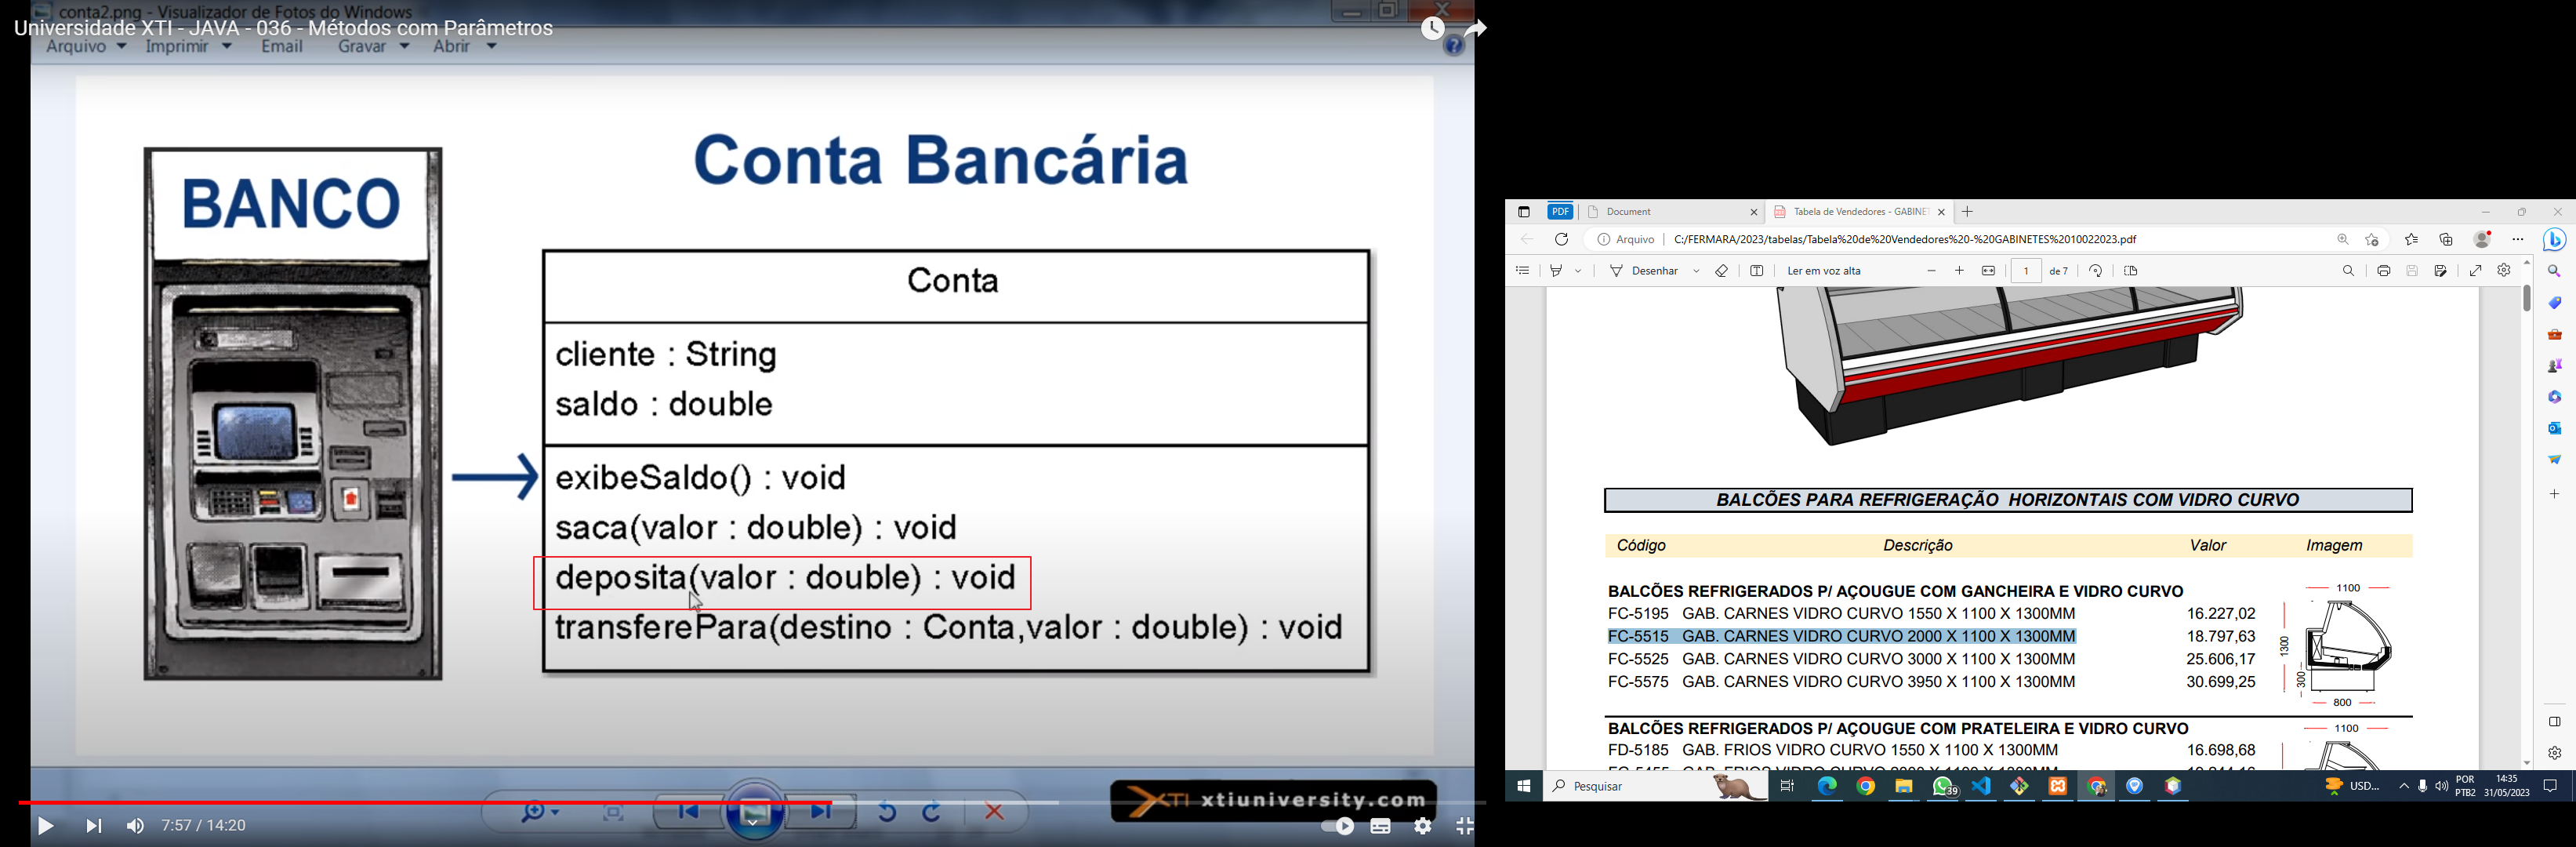 conta2.png - Visualizador de Fotos do Windows
Universidade XTI - JAVA - 036 - Métodos com Parâmetros
Arquivo Imprimir Email Gravar Abrir
Conta Bancária
BANCO
Conta
cliente : String
saldo : double
exibeSaldo() : void
saca(valor : double) : void
deposita(valor : double) : void
transferePara(destino : Conta,valor : double) : void
XTI xtiuniversity.com
7:57 / 14:20
PDF Document Tabela de Vendedores - GABINE
Arquivo C:/FERMARA/2023/tabelas/Tabela%20de%20Vendedores%20-%20GABINETES%2010022023.pdf
Desenhar Ler em voz alta 1 de 7
BALCÕES PARA REFRIGERAÇÃO HORIZONTAIS COM VIDRO CURVO
Código Descrição Valor Imagem
BALCÕES REFRIGERADOS P/ AÇOUGUE COM GANCHEIRA E VIDRO CURVO
FC-5195 GAB. CARNES VIDRO CURVO 1550 X 1100 X 1300MM 16.227,02
FC-5515 GAB. CARNES VIDRO CURVO 2000 X 1100 X 1300MM 18.797,63
FC-5525 GAB. CARNES VIDRO CURVO 3000 X 1100 X 1300MM 25.606,17
FC-5575 GAB. CARNES VIDRO CURVO 3950 X 1100 X 1300MM 30.699,25
1100
1300
300
800
BALCÕES REFRIGERADOS P/ AÇOUGUE COM PRATELEIRA E VIDRO CURVO
FD-5185 GAB. FRIOS VIDRO CURVO 1550 X 1100 X 1300MM 16.698,68
1100
Pesquisar
39
USD...
POR
PTB2
14:35
31/05/2023